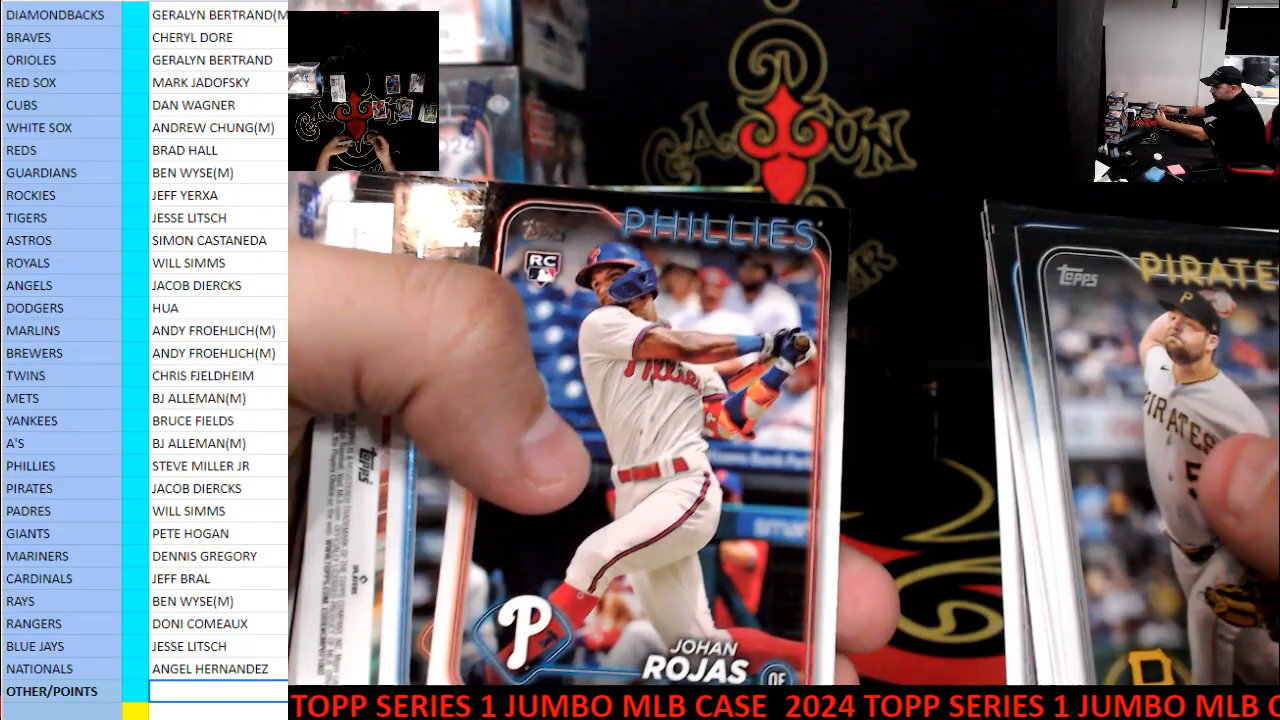 DIAMONDBACKS GERALYN BERTRAND(M
BRAVES CHERYL DORE
ORIOLES GERALYN BERTRAND
RED SOX MARK JADOFSKY
CUBS DAN WAGNER
WHITE SOX ANDREW CHUNG(M)
REDS BRAD HALL
GUARDIANS BEN WYSE(M)
ROCKIES JEFF YERXA
TIGERS JESSE LITSCH
ASTROS SIMON CASTANEDA
ROYALS WILL SIMMS
ANGELS JACOB DIERCKS
DODGERS HUA
MARLINS ANDY FROEHLICH(M)
BREWERS ANDY FROEHLICH(M)
TWINS CHRIS FJELDHEIM
METS BJ ALLEMAN(M)
YANKEES BRUCE FIELDS
A'S BJ ALLEMAN(M)
PHILLIES STEVE MILLER JR
PIRATES JACOB DIERCKS
PADRES WILL SIMMS
GIANTS PETE HOGAN
MARINERS DENNIS GREGORY
CARDINALS JEFF BRAL
RAYS BEN WYSE(M)
RANGERS DONI COMEAUX
BLUE JAYS JESSE LITSCH
NATIONALS ANGEL HERNANDEZ
OTHER/POINTS
PHILLIES
Topps
RC
Phillies
P
JOHAN
ROJAS
OF
PIRATE
Topps
P
PIRATES
5
P
TOPPS
TOPP SERIES 1 JUMBO MLB CASE 2024 TOPP SERIES 1 JUMBO MLB C